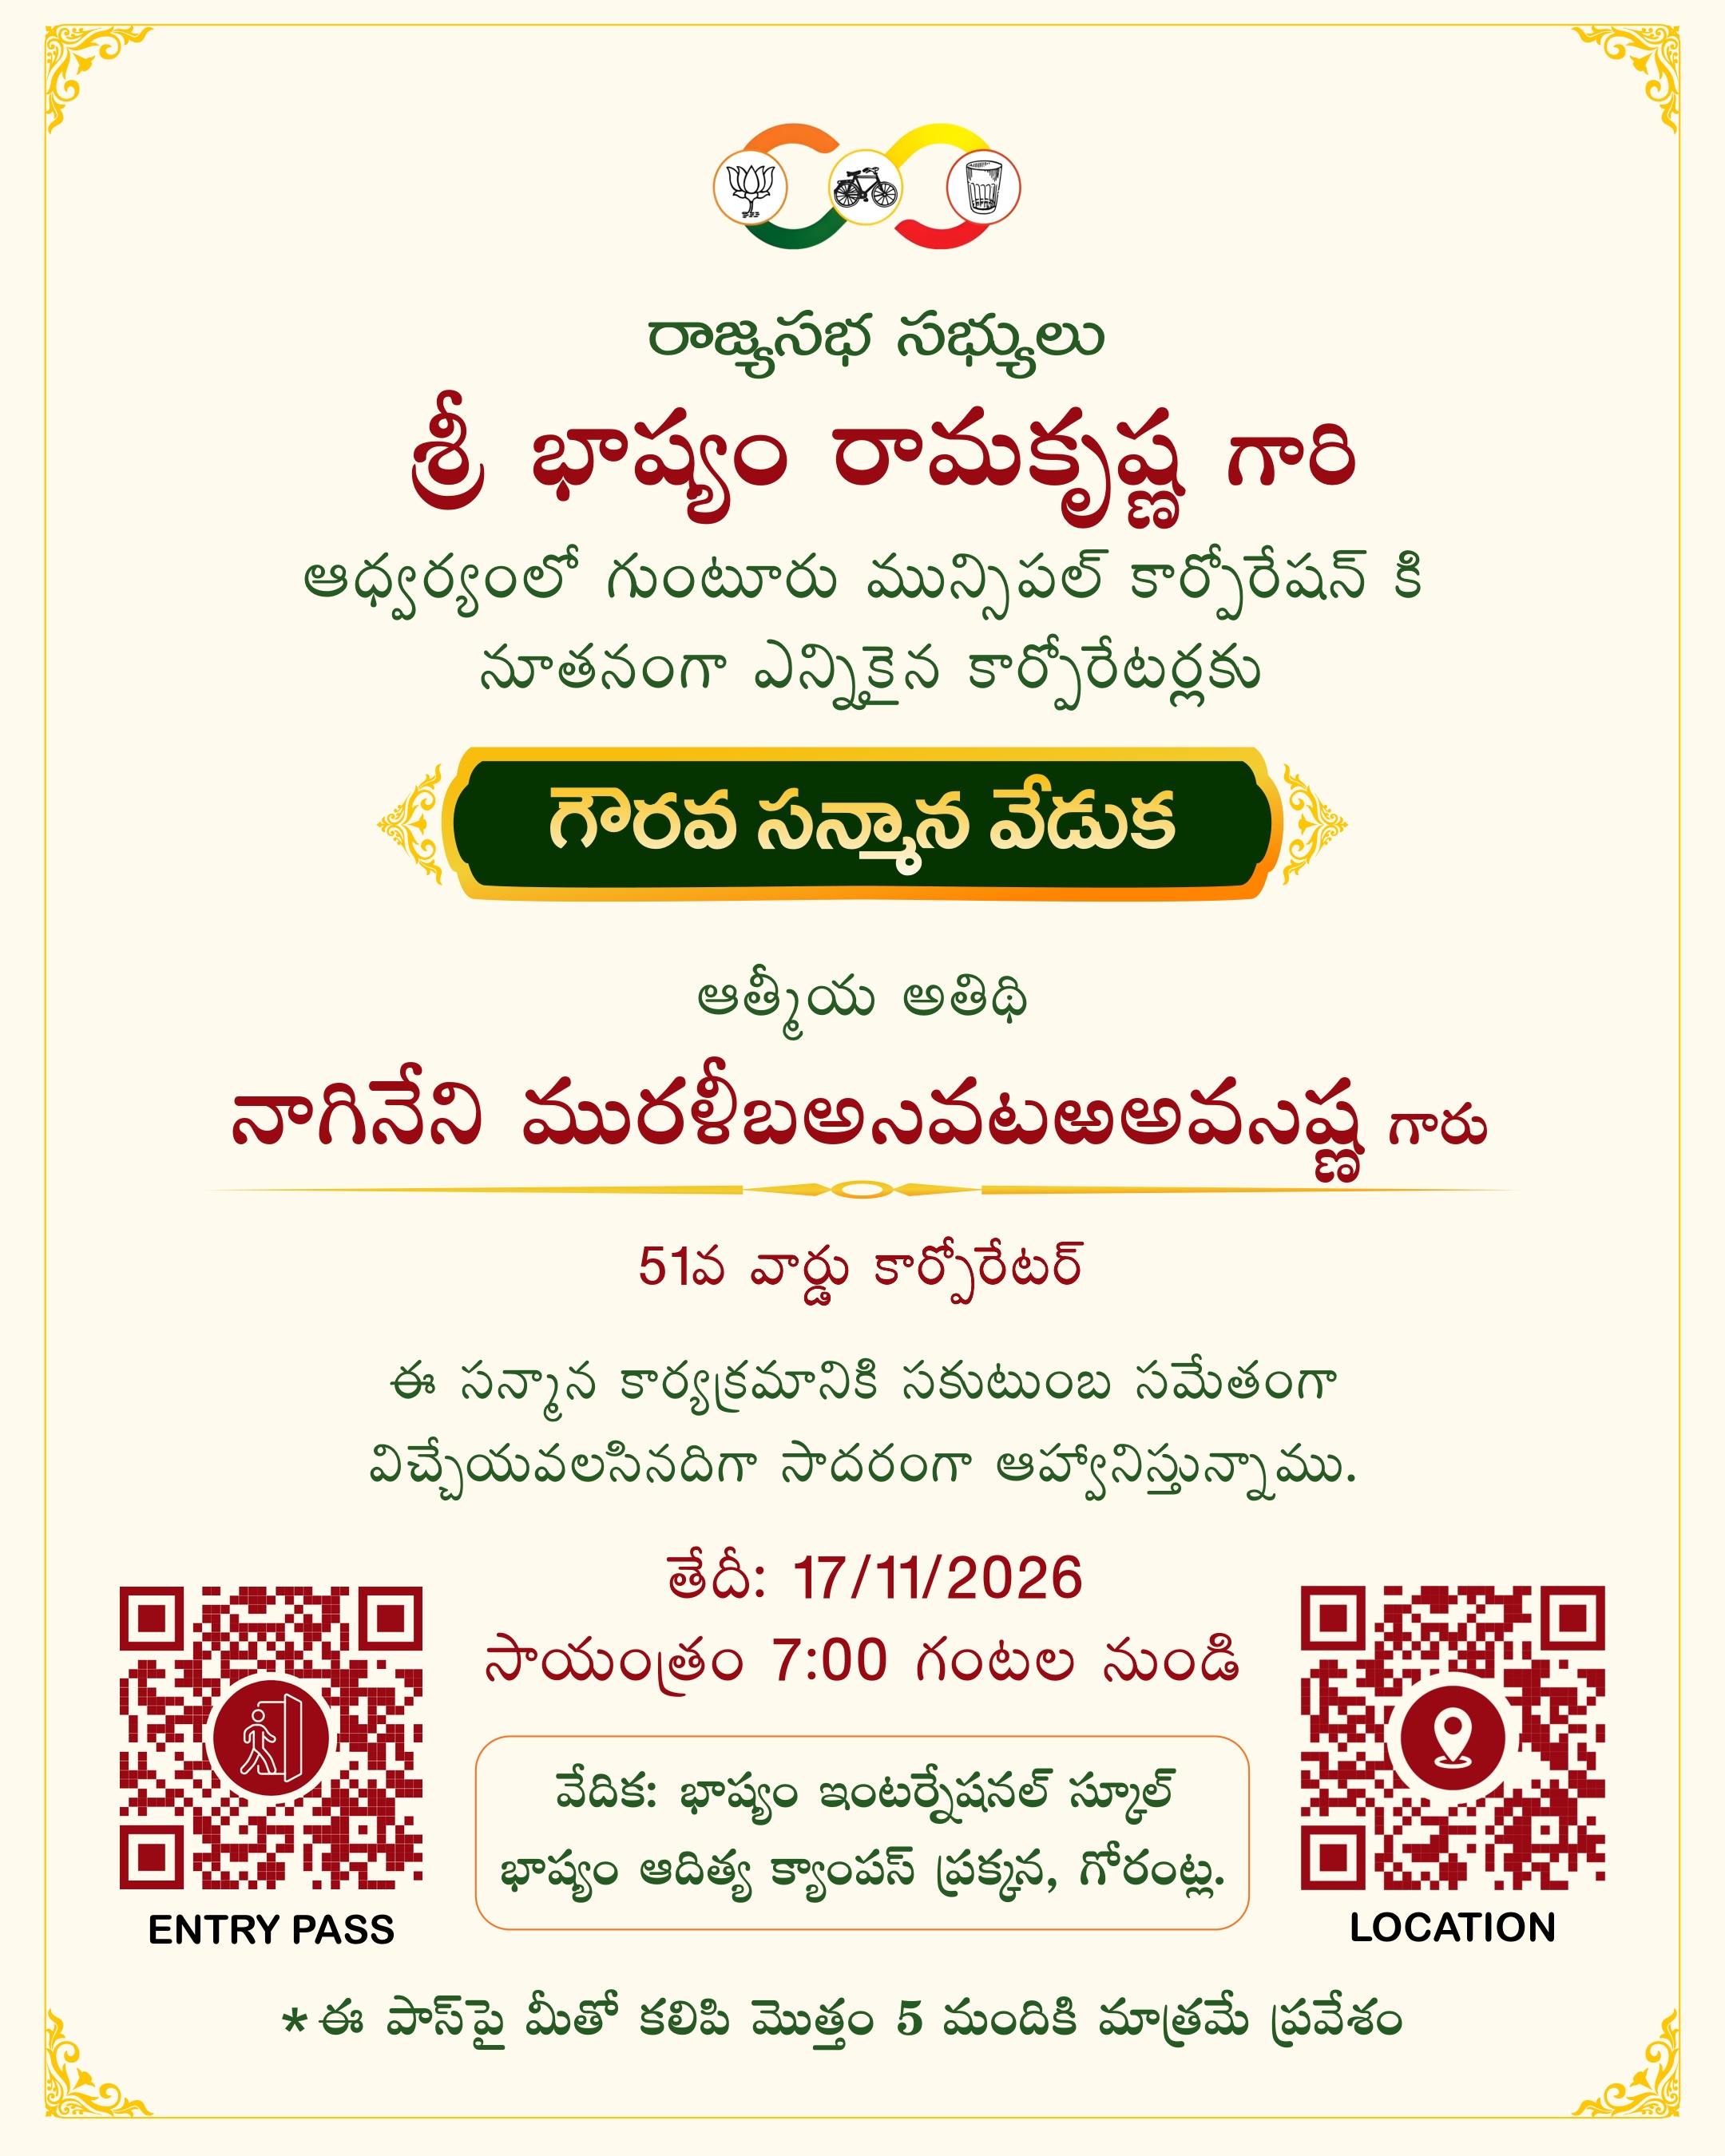 రాజ్యసభ సభ్యులు
శ్రీ భాష్యం రామకృష్ణ గారి
ఆధ్వర్యంలో గుంటూరు మున్సిపల్ కార్పోరేషన్ కి
నూతనంగా ఎన్నికైన కార్పోరేటర్లకు
గౌరవ సన్మాన వేడుక
ఆత్మీయ అతిథి
నాగినేని మురళీబఅనవటఱఅవనష్ణ గారు
51వ వార్డు కార్పోరేటర్
ఈ సన్మాన కార్యక్రమానికి సకుటుంబ సమేతంగా
విచ్చేయవలసినదిగా సాదరంగా ఆహ్వానిస్తున్నాము.
తేదీ: 17/11/2026
సాయంత్రం 7:00 గంటల నుండి
వేదిక: భాష్యం ఇంటర్నేషనల్ స్కూల్
భాష్యం ఆదిత్య క్యాంపస్ ప్రక్కన, గోరంట్ల.
ENTRY PASS
LOCATION
*ఈ పాస్‌పై మీతో కలిపి మొత్తం 5 మందికి మాత్రమే ప్రవేశం